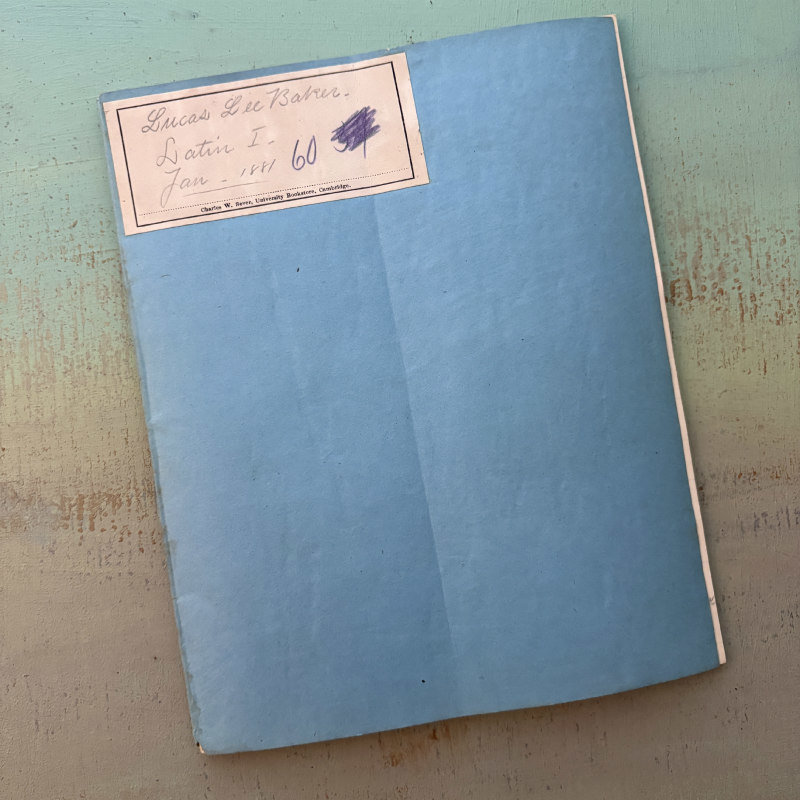 Lucas Lee Baker.
Latin I.
Jan - 1881 60
Charles W. Sever, University Bookstore, Cambridge.